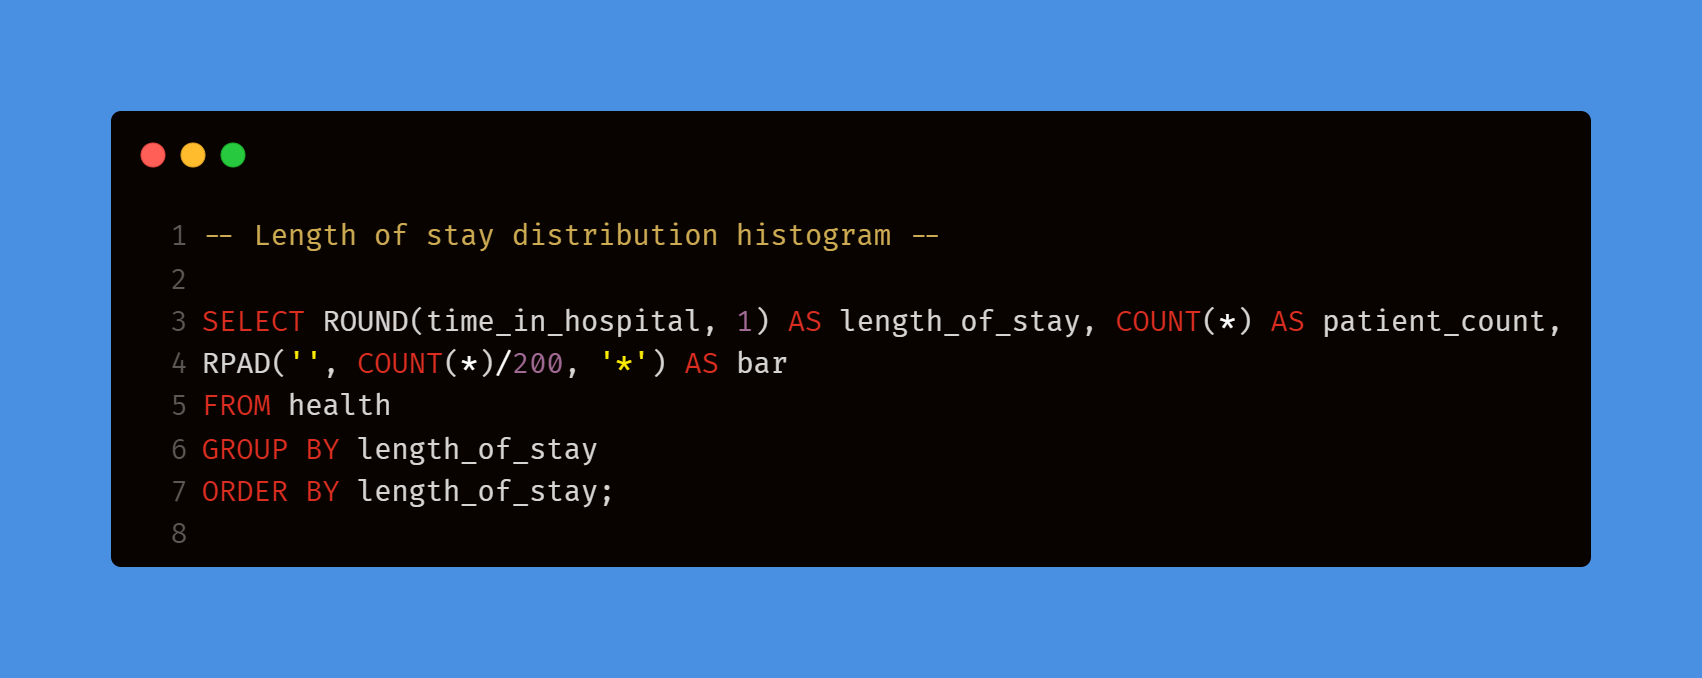 1 -- Length of stay distribution histogram --
2
3 SELECT ROUND(time_in_hospital, 1) AS length_of_stay, COUNT(*) AS patient_count,
4 RPAD('', COUNT(*)/200, '*') AS bar
5 FROM health
6 GROUP BY length_of_stay
7 ORDER BY length_of_stay;
8